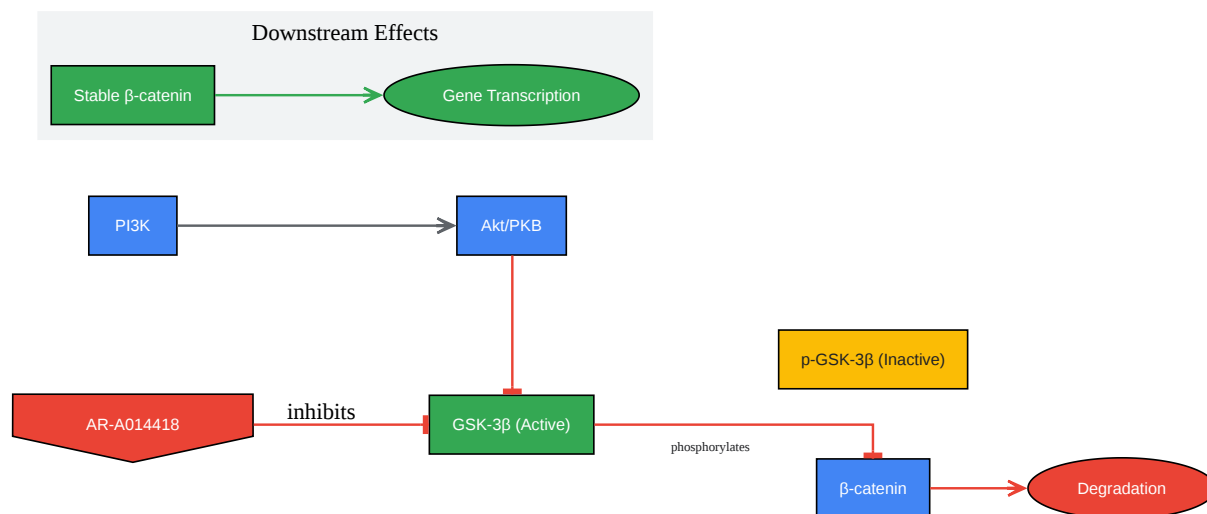 Downstream Effects
Stable β-catenin
Gene Transcription
PI3K
Akt/PKB
p-GSK-3β (Inactive)
AR-A014418
inhibits
GSK-3β (Active)
phosphorylates
β-catenin
Degradation